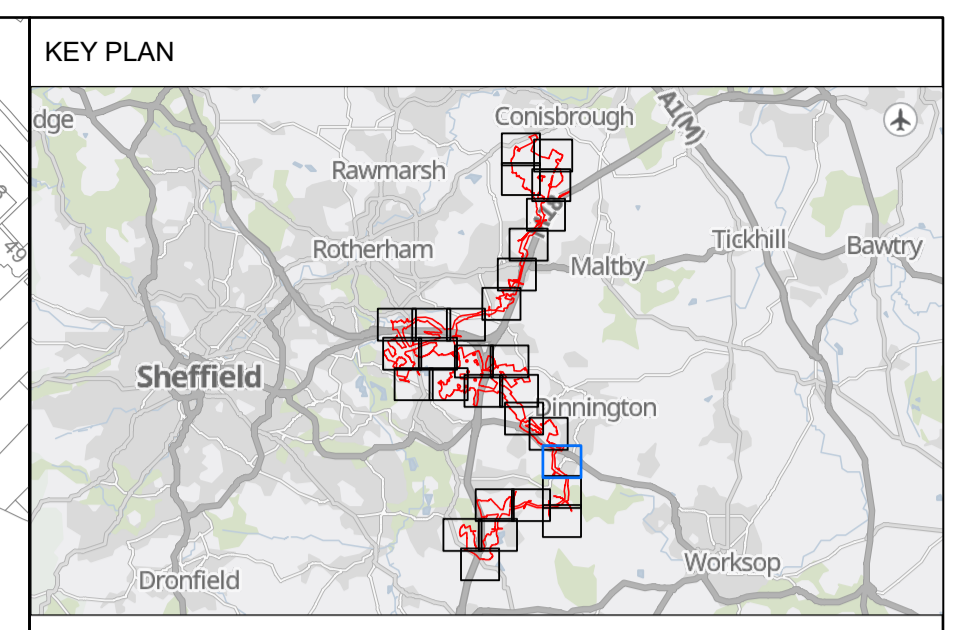 KEY PLAN
dge
Conisbrough
A1(M)
Rawmarsh
Rotherham
Tickhill
Bawtry
Maltby
49
Sheffield
Dinnington
Worksop
Dronfield